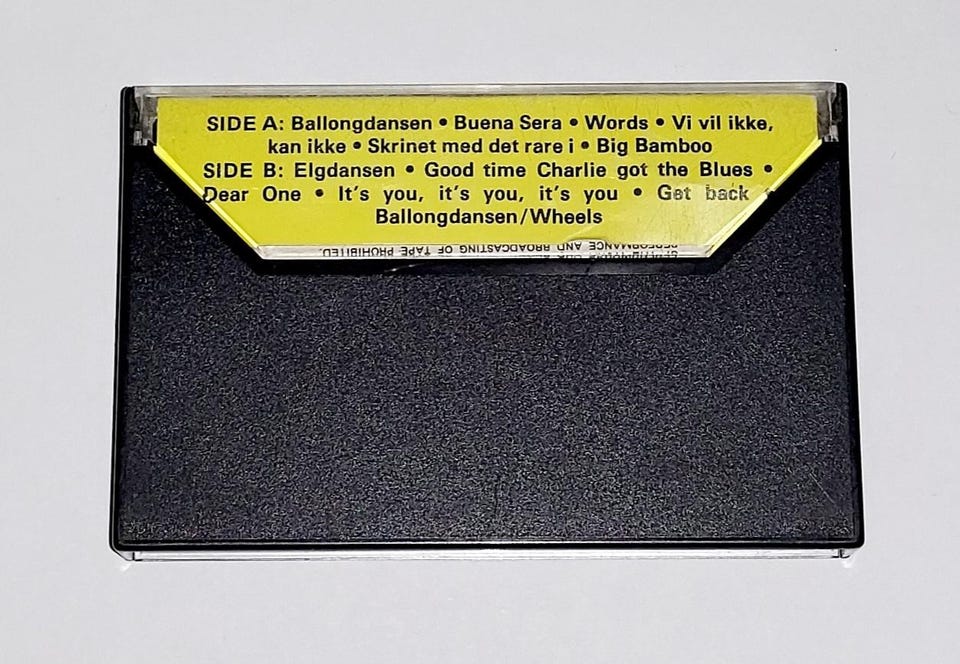 SIDE A: Ballongdansen • Buena Sera • Words • Vi vil ikke,
kan ikke • Skrinet med det rare i • Big Bamboo
SIDE B: Elgdansen • Good time Charlie got the Blues •
Dear One • It's you, it's you, it's you • Get back •
Ballongdansen/Wheels
PERFORMANCE AND BROADCASTING OF TAPE PROHIBITED.